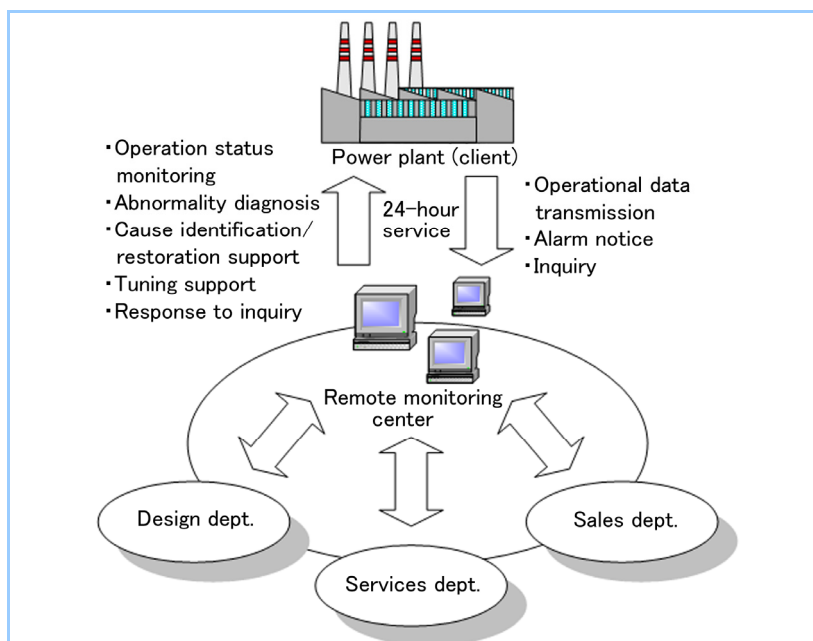 Power plant (client)
・Operation status
monitoring
・Abnormality diagnosis
・Cause identification/
restoration support
・Tuning support
・Response to inquiry
24-hour
service
・Operational data
transmission
・Alarm notice
・Inquiry
Remote monitoring
center
Design dept.
Services dept.
Sales dept.